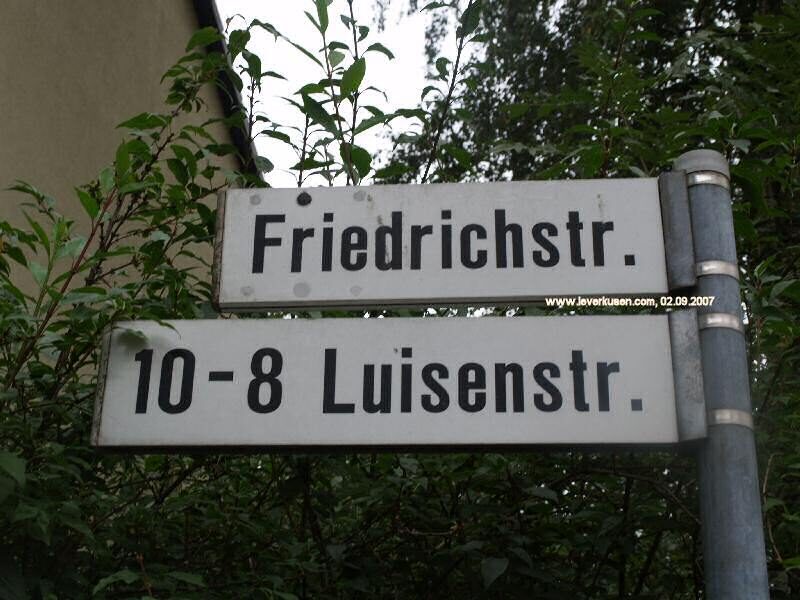 Friedrichstr.
www.leverkusen.com, 02.09.2007
10-8 Luisenstr.